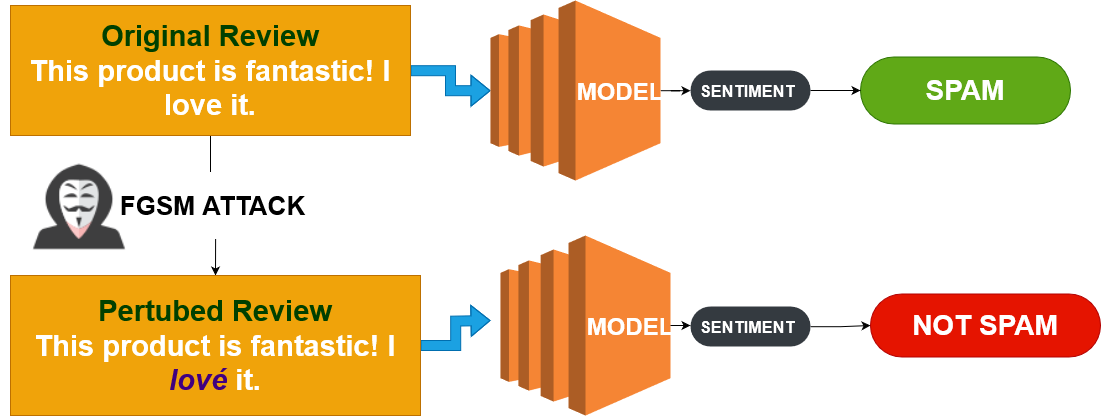 Original Review
This product is fantastic! I
love it.
MODEL
SENTIMENT
SPAM
FGSM ATTACK
Pertubed Review
This product is fantastic! I
lové it.
MODEL
SENTIMENT
NOT SPAM